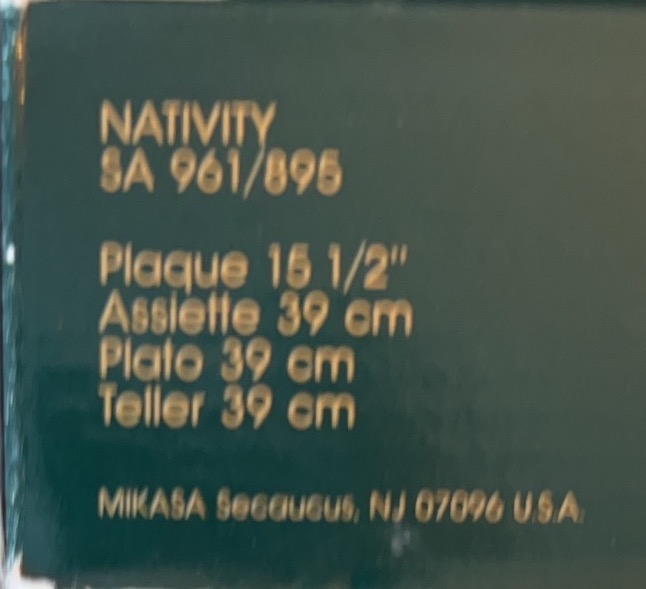 NATIVITY
SA 961/895
Plaque 15 1/2"
Assiette 39 cm
Plato 39 cm
Teller 39 cm
MIKASA Secaucus, NJ 07096 U.S.A.